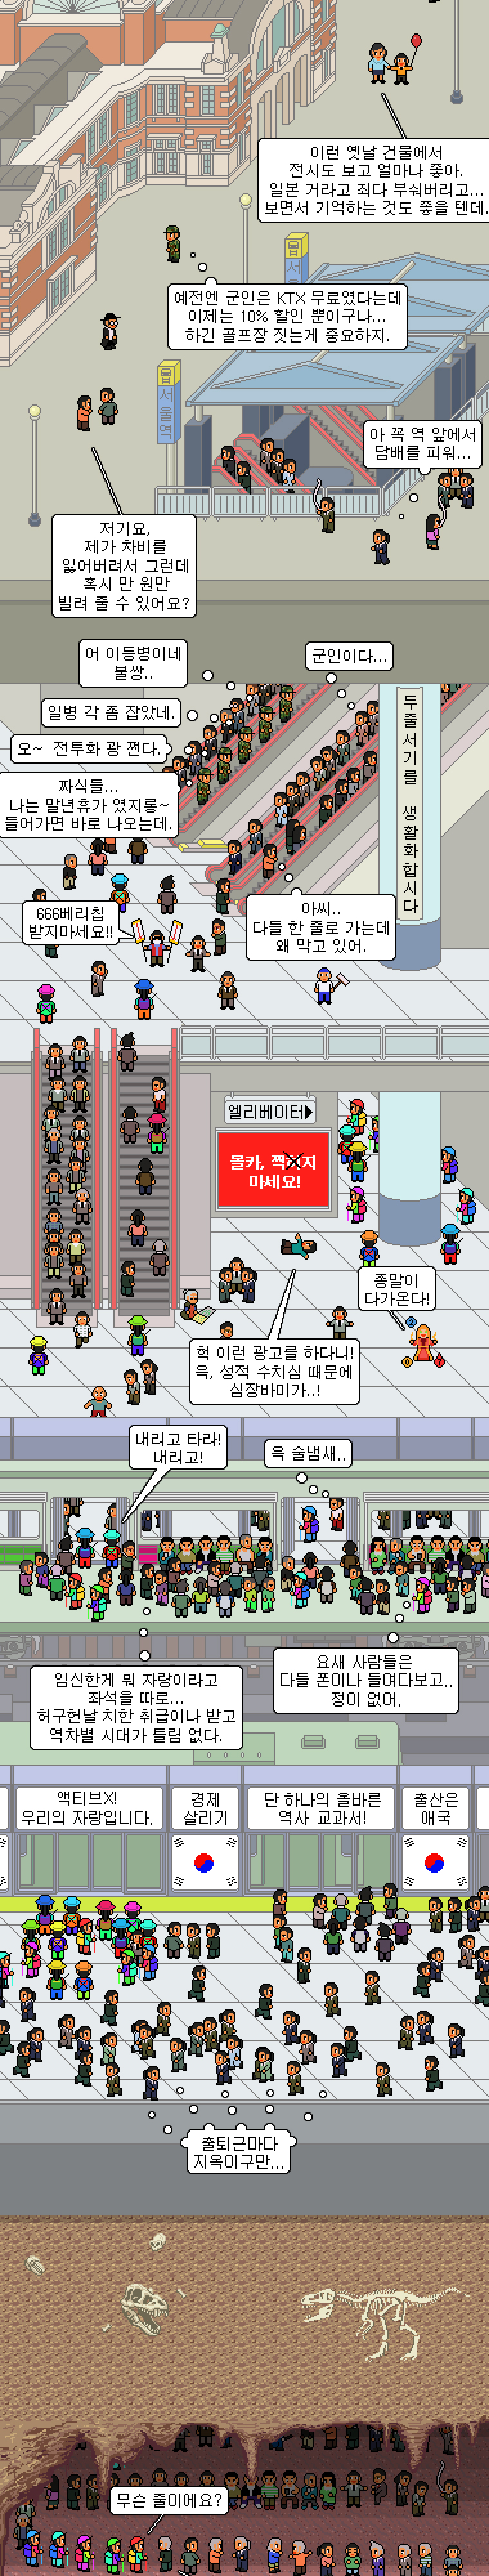 이런 옛날 건물에서
전시도 보고 얼마나 좋아.
일본 거라고 죄다 부숴버리고...
보면서 기억하는 것도 좋을 텐데.
예전엔 군인은 KTX 무료였다는데
이제는 10% 할인 뿐이구나...
하긴 골프장 짓는게 중요하지.
서울역
아 꼭 역 앞에서
담배를 피워...
저기요,
제가 차비를
잃어버려서 그런데
혹시 만 원만
빌려 줄 수 있어요?
어 이등병이네
불쌍..
군인이다...
일병 각 좀 잡았네.
오~ 전투화 광 쩐다.
짜식들...
나는 말년휴가 였지롱~
들어가면 바로 나오는데.
두줄서기를 생활화합시다
666베리칩
받지마세요!!
아씨..
다들 한 줄로 가는데
왜 막고 있어.
엘리베이터▶
몰카, 찍히지
마세요!
종말이
다가온다!
헉 이런 광고를 하다니!
윽, 성적 수치심 때문에
심장바미가..!
내리고 타라!
내리고!
윽 술냄새..
임신한게 뭐 자랑이라고
좌석을 따로...
허구헌날 치한 취급이나 받고
역차별 시대가 틀림 없다.
요새 사람들은
다들 폰이나 들여다보고..
정이 없어.
액티브X!
우리의 자랑입니다.
경제
살리기
단 하나의 올바른
역사 교과서!
출산은
애국
출퇴근마다
지옥이구만...
무슨 줄이에요?